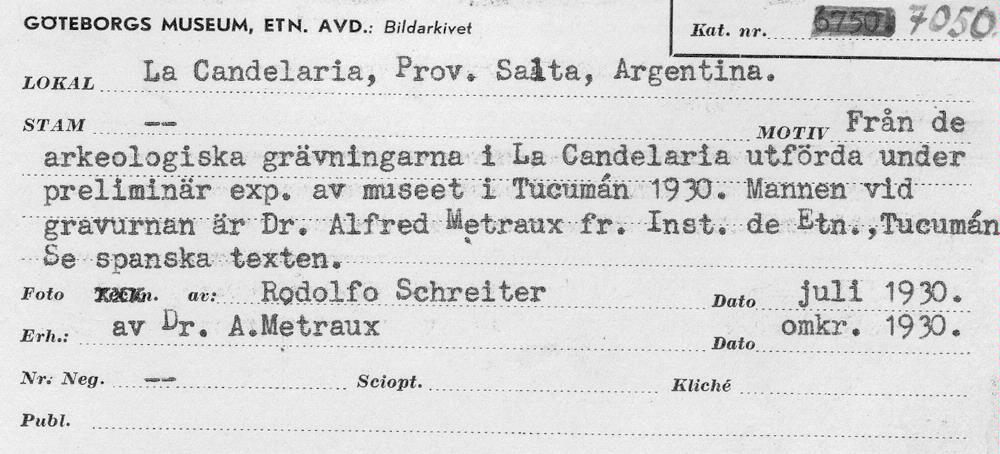 GÖTEBORGS MUSEUM, ETN. AVD.: Bildarkivet
Kat. nr. 6750. 7050.
LOKAL La Candelaria, Prov. Salta, Argentina.
STAM -- MOTIV Från de
arkeologiska grävningarna i La Candelaria utförda under
preliminär exp. av museet i Tucumán 1930. Mannen vid
gravurnan är Dr. Alfred Metraux fr. Inst. de Etn.,Tucumán
Se spanska texten.
Foto Teckn. av: Rodolfo Schreiter Dato juli 1930.
Erh.: av Dr. A.Metraux Dato omkr. 1930.
Nr: Neg. -- Sciopt. Kliché
Publ.